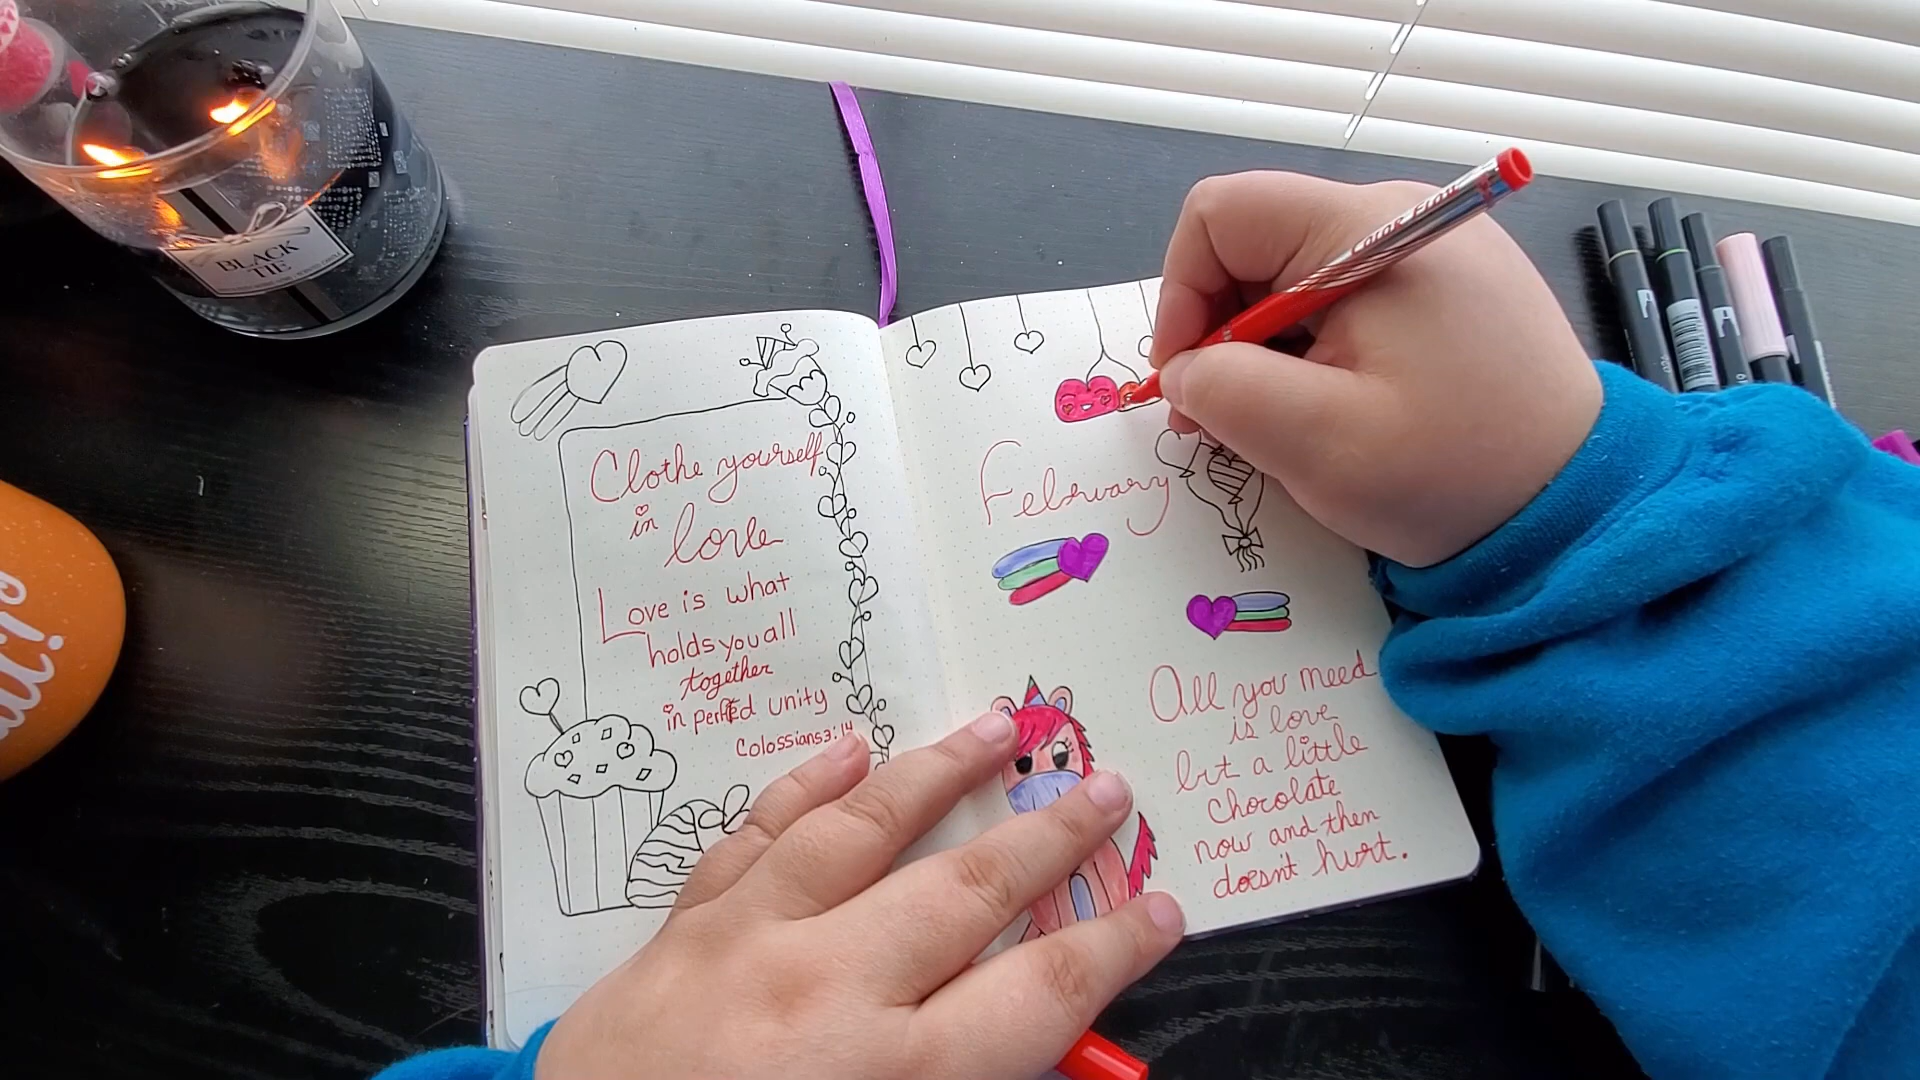 BLACK
TIE
Clothe yourself
in
love
Love is what
holds you all
together
in perfect unity
Colossians 3:14
February
All you need
is love
but a little
chocolate
now and then
doesn't hurt.